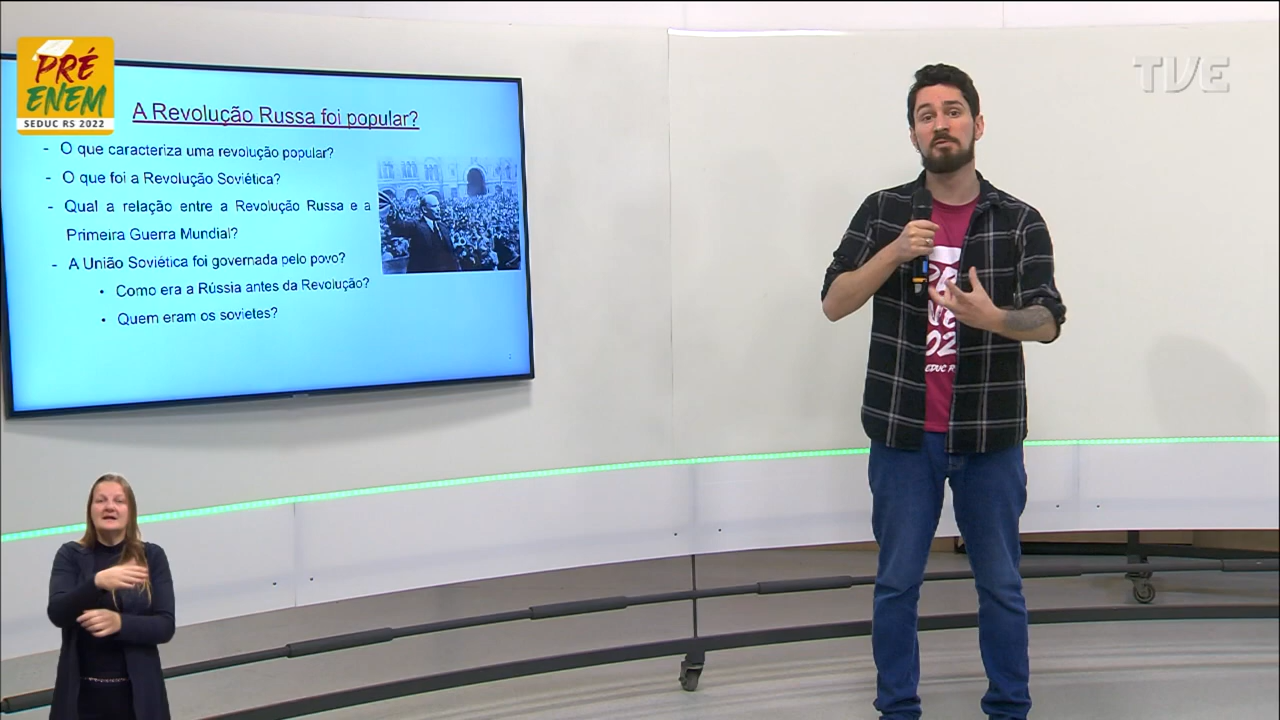 PRÉ
ENEM
SEDUC RS 2022
TVE
A Revolução Russa foi popular?
- O que caracteriza uma revolução popular?
- O que foi a Revolução Soviética?
- Qual a relação entre a Revolução Russa e a
Primeira Guerra Mundial?
- A União Soviética foi governada pelo povo?
• Como era a Rússia antes da Revolução?
• Quem eram os sovietes?
EDUC R